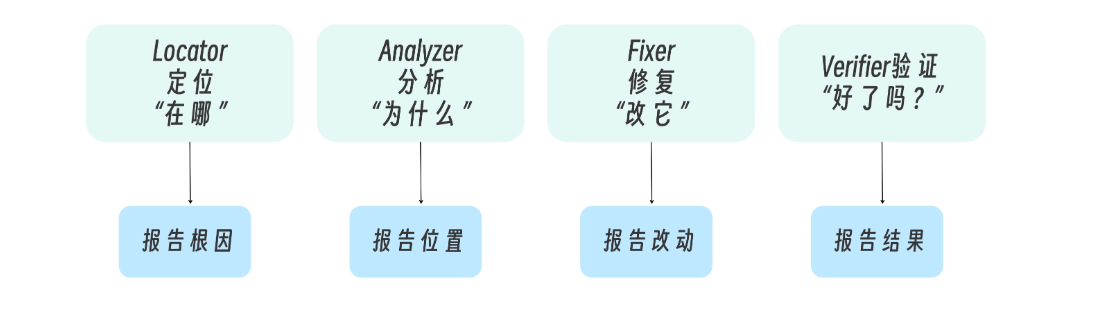 Locator
定位
“在哪”
Analyzer
分析
“为什么”
Fixer
修复
“改它”
Verifier验证
“好了吗？”
报告根因
报告位置
报告改动
报告结果